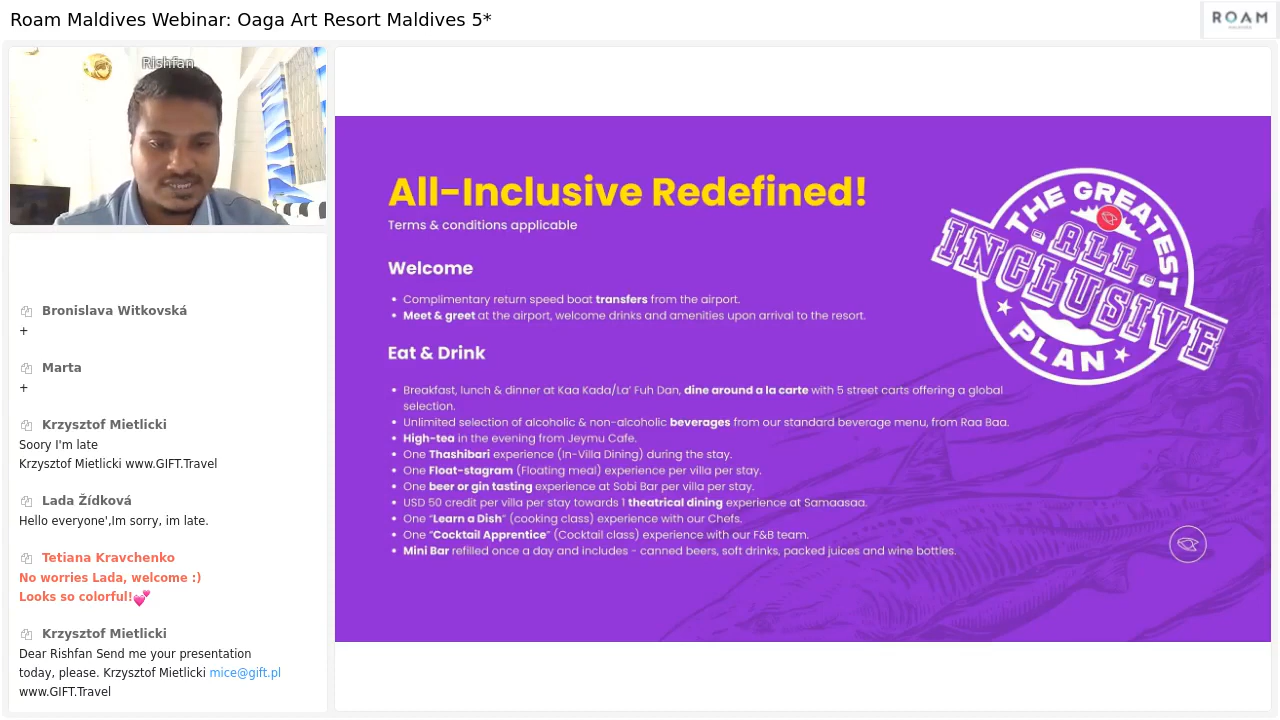 Roam Maldives Webinar: Oaga Art Resort Maldives 5*
ROAM
Rishfan
Bronislava Witkovská
+
Marta
+
Krzysztof Mietlicki
Soory I'm late
Krzysztof Mietlicki www.GIFT.Travel
Lada Žídková
Hello everyone',Im sorry, im late.
Tetiana Kravchenko
No worries Lada, welcome :)
Looks so colorful!💕
Krzysztof Mietlicki
Dear Rishfan Send me your presentation
today, please. Krzysztof Mietlicki mice@gift.pl
www.GIFT.Travel
All-Inclusive Redefined!
Terms & conditions applicable
Welcome
• Complimentary return speed boat transfers from the airport.
• Meet & greet at the airport, welcome drinks and amenities upon arrival to the resort.
Eat & Drink
• Breakfast, lunch & dinner at Kaa Kada/La' Fuh Dan, dine around a la carte with 5 street carts offering a global
selection.
• Unlimited selection of alcoholic & non-alcoholic beverages from our standard beverage menu, from Raa Baa.
• High-tea in the evening from Jeymu Cafe.
• One Thashibari experience (In-Villa Dining) during the stay.
• One Float-stagram (Floating meal) experience per villa per stay.
• One beer or gin tasting experience at Sobi Bar per villa per stay.
• USD 50 credit per villa per stay towards 1 theatrical dining experience at Samaasaa.
• One “Learn a Dish” (cooking class) experience with our Chefs.
• One “Cocktail Apprentice” (Cocktail class) experience with our F&B team.
• Mini Bar refilled once a day and includes - canned beers, soft drinks, packed juices and wine bottles.
THE GREATEST
ALL
INCLUSIVE
PLAN